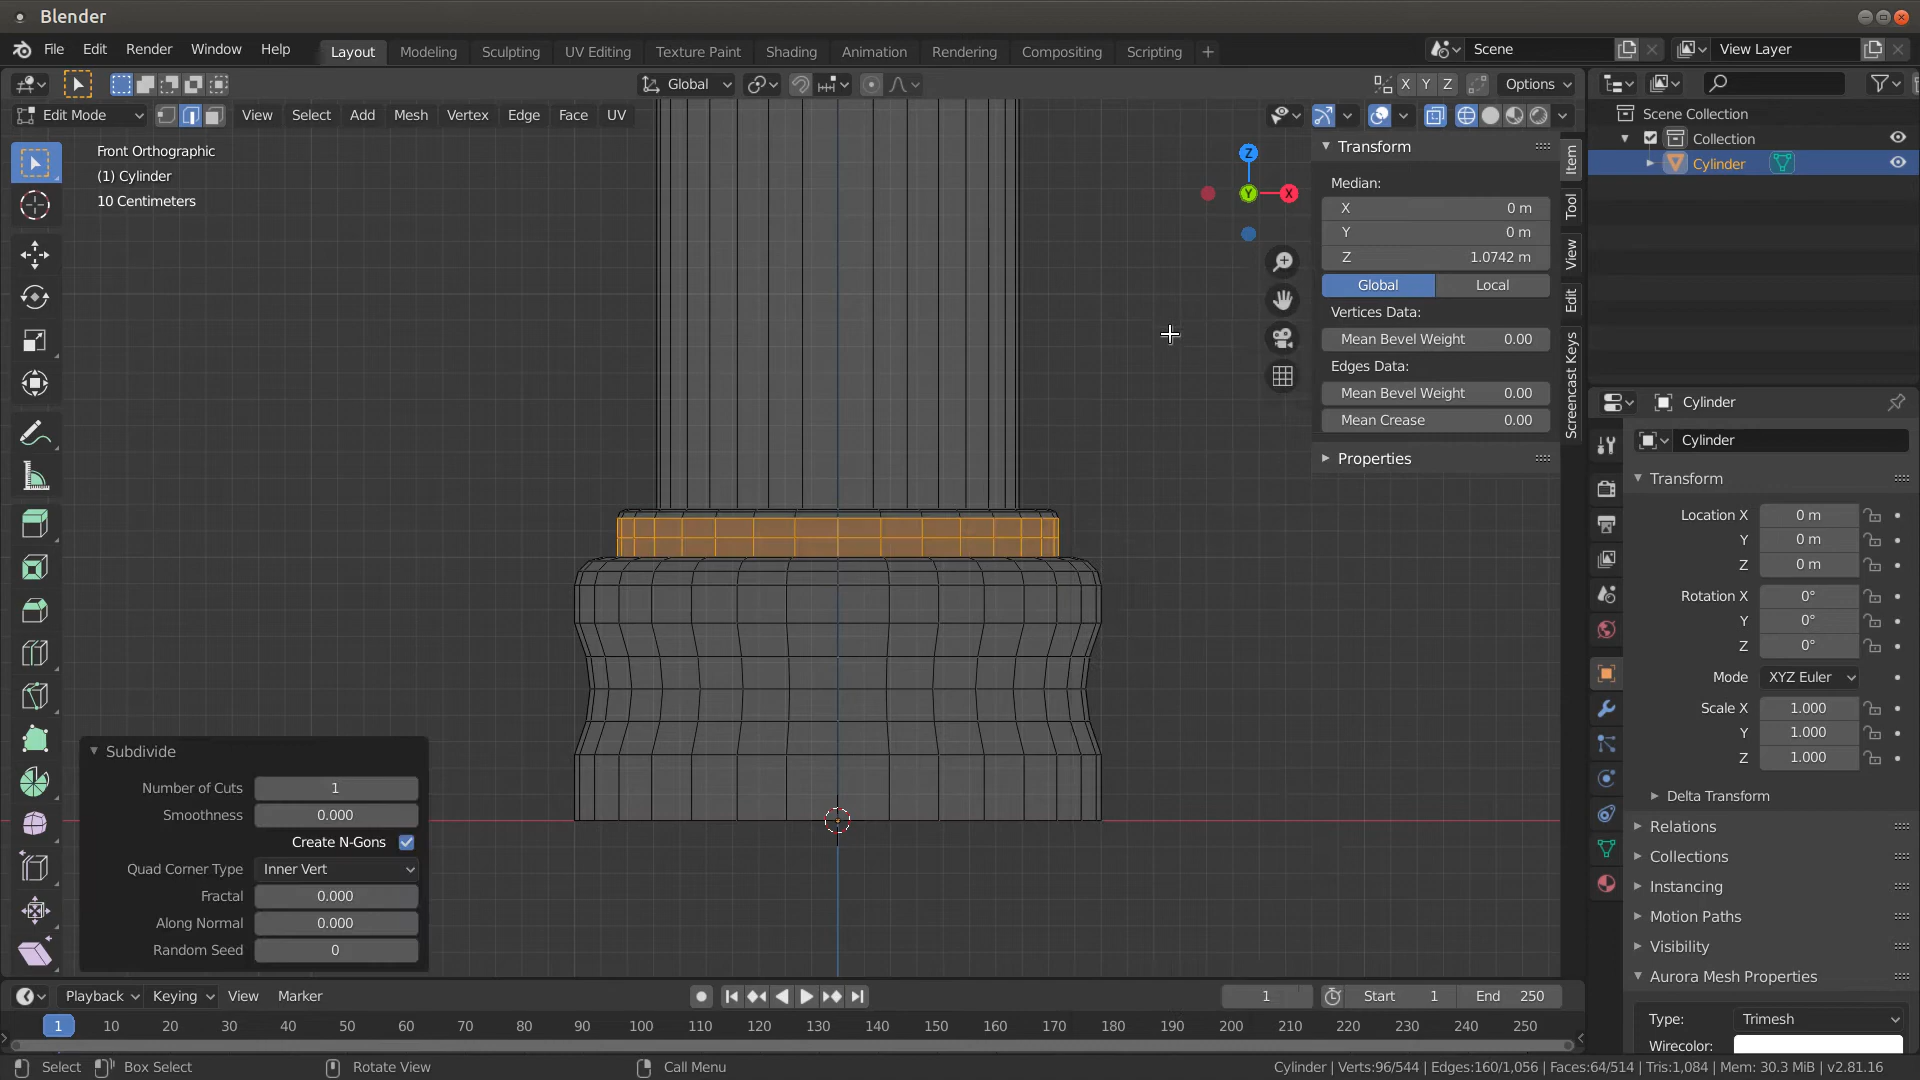 Blender
File Edit Render Window Help Layout Modeling Sculpting UV Editing Texture Paint Shading Animation Rendering Compositing Scripting + Scene View Layer
Global X Y Z Options
Edit Mode View Select Add Mesh Vertex Edge Face UV
Front Orthographic
(1) Cylinder
10 Centimeters
Z
Y
X
Transform
Median:
X 0 m
Y 0 m
Z 1.0742 m
Global Local
Vertices Data:
Mean Bevel Weight 0.00
Edges Data:
Mean Bevel Weight 0.00
Mean Crease 0.00
Properties
Item
Tool
View
Edit
Screencast Keys
Scene Collection
Collection
Cylinder
Cylinder
Cylinder
Transform
Location X 0 m
Y 0 m
Z 0 m
Rotation X 0°
Y 0°
Z 0°
Mode XYZ Euler
Scale X 1.000
Y 1.000
Z 1.000
Delta Transform
Relations
Collections
Instancing
Motion Paths
Visibility
Aurora Mesh Properties
Type: Trimesh
Wirecolor:
Subdivide
Number of Cuts 1
Smoothness 0.000
Create N-Gons
Quad Corner Type Inner Vert
Fractal 0.000
Along Normal 0.000
Random Seed 0
Playback Keying View Marker 1 Start 1 End 250
1 10 20 30 40 50 60 70 80 90 100 110 120 130 140 150 160 170 180 190 200 210 220 230 240 250
Select Box Select Rotate View Call Menu Cylinder | Verts:96/544 | Edges:160/1,056 | Faces:64/514 | Tris:1,084 | Mem: 30.3 MiB | v2.81.16